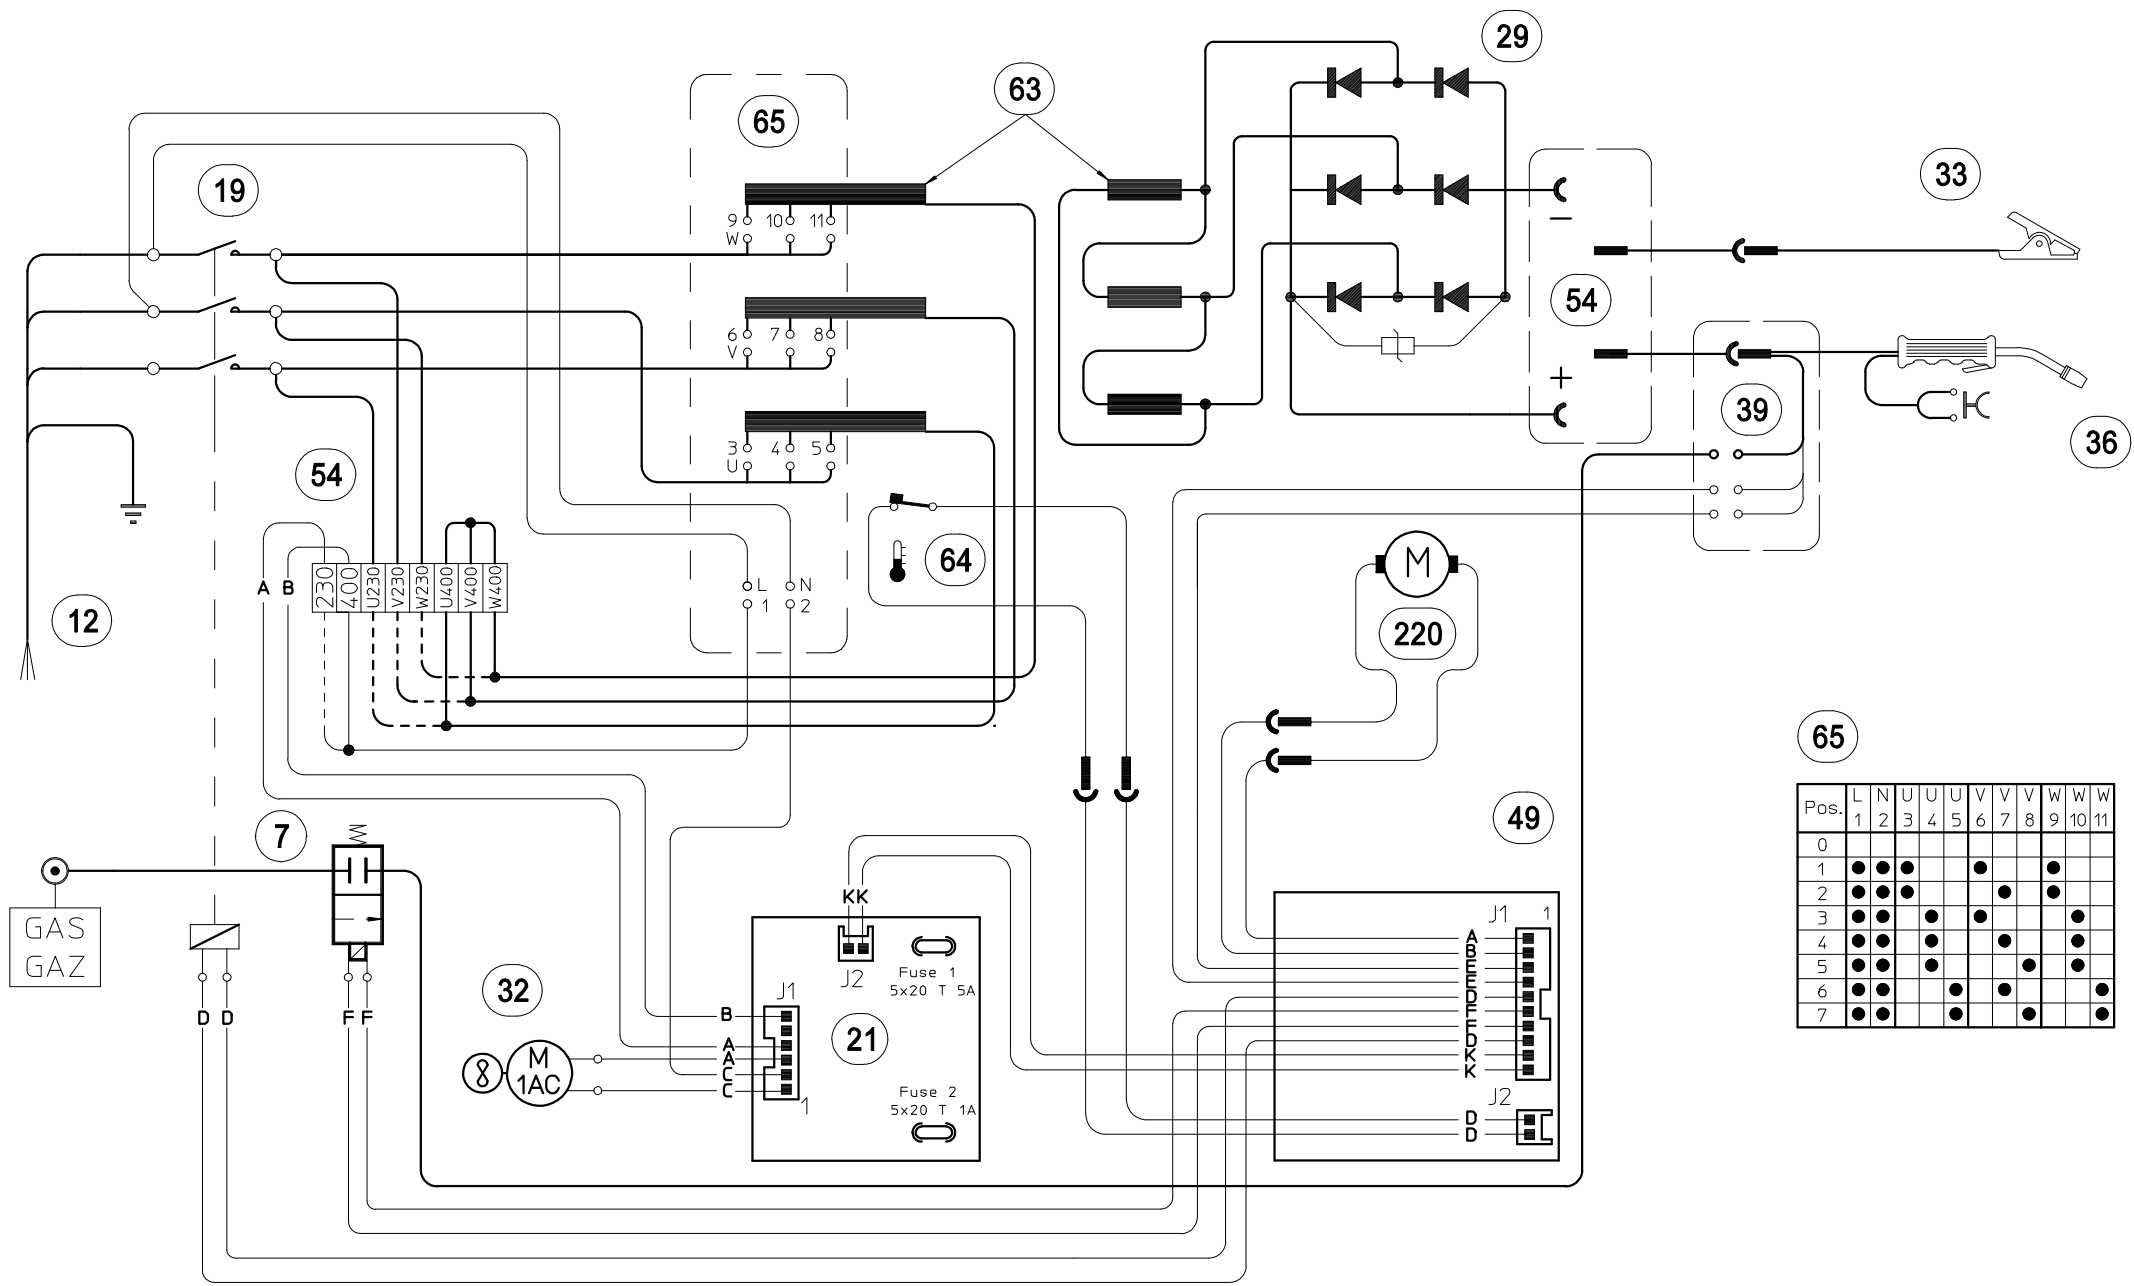 29
63
65
33
19
9 10 11
W
54
6 7 8
V
39
36
3 4 5
U
54
64
M
220
A B 230 400 U230 V230 W230 U400 V400 W400
L N
1 2
12
65
Pos. L N U U U V V V W W W
1 2 3 4 5 6 7 8 9 10 11
0
1
2
3
4
5
6
7
7
49
GAS
GAZ
KK
J2
Fuse 1
5x20 T 5A
32
J1
B
A
A
C
C
1
21
M
1AC
Fuse 2
5x20 T 1A
D D
F F
J1 1
A
B
E
E
D
F
F
D
K
K
J2
D
D